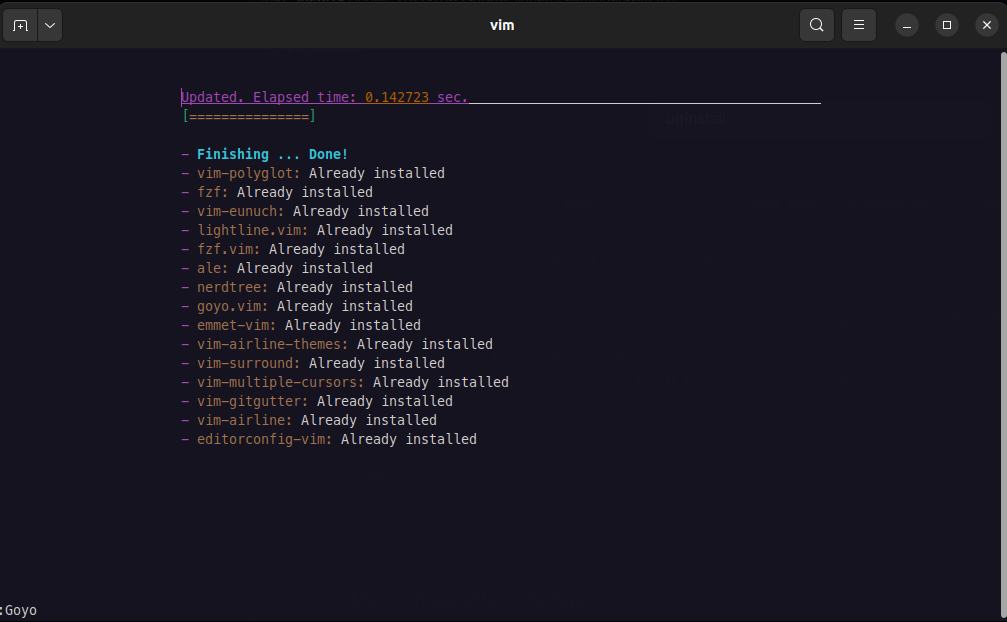 vim
Updated. Elapsed time: 0.142723 sec.
[===============]
- Finishing ... Done!
- vim-polyglot: Already installed
- fzf: Already installed
- vim-eunuch: Already installed
- lightline.vim: Already installed
- fzf.vim: Already installed
- ale: Already installed
- nerdtree: Already installed
- goyo.vim: Already installed
- emmet-vim: Already installed
- vim-airline-themes: Already installed
- vim-surround: Already installed
- vim-multiple-cursors: Already installed
- vim-gitgutter: Already installed
- vim-airline: Already installed
- editorconfig-vim: Already installed
:Goyo